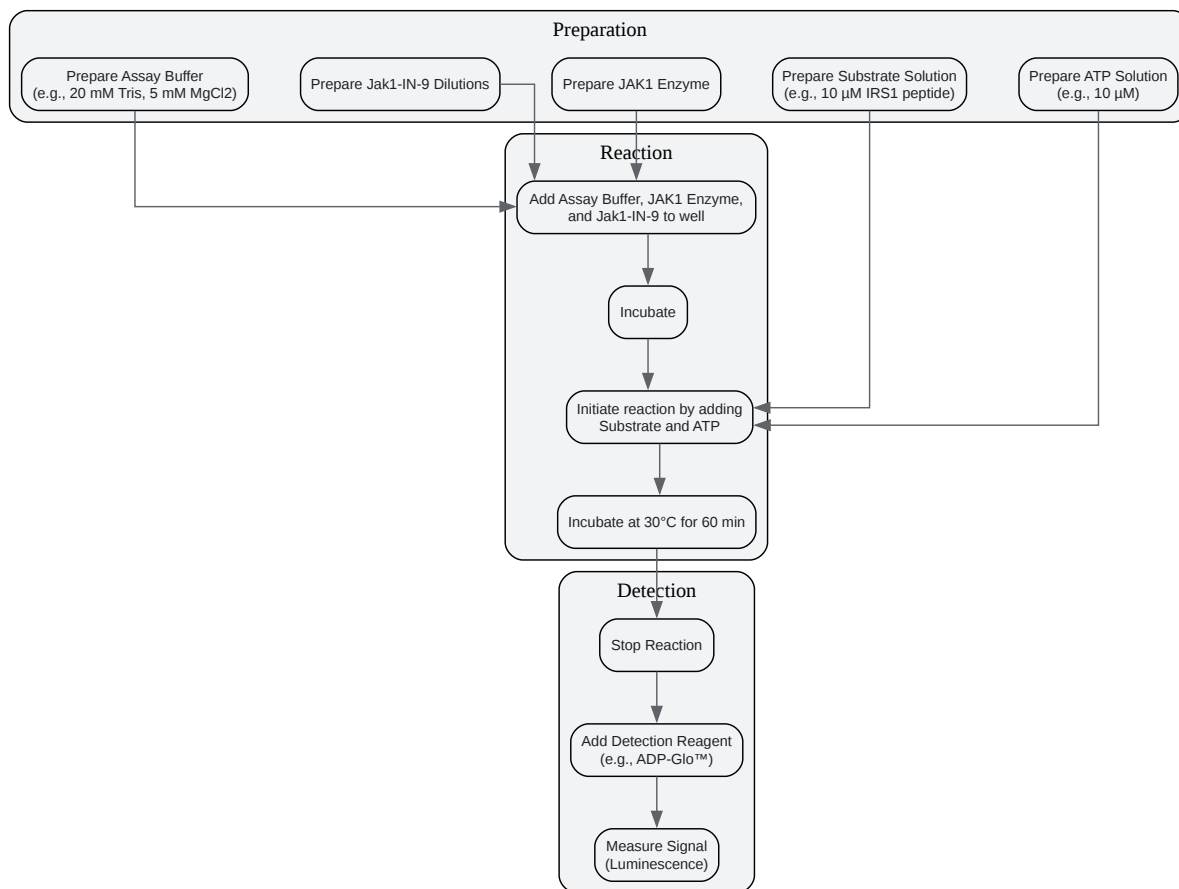 Preparation
Prepare Assay Buffer
(e.g., 20 mM Tris, 5 mM MgCl2)
Prepare Jak1-IN-9 Dilutions
Prepare JAK1 Enzyme
Prepare Substrate Solution
(e.g., 10 µM IRS1 peptide)
Prepare ATP Solution
(e.g., 10 µM)
Reaction
Add Assay Buffer, JAK1 Enzyme,
and Jak1-IN-9 to well
Incubate
Initiate reaction by adding
Substrate and ATP
Incubate at 30°C for 60 min
Detection
Stop Reaction
Add Detection Reagent
(e.g., ADP-Glo™)
Measure Signal
(Luminescence)